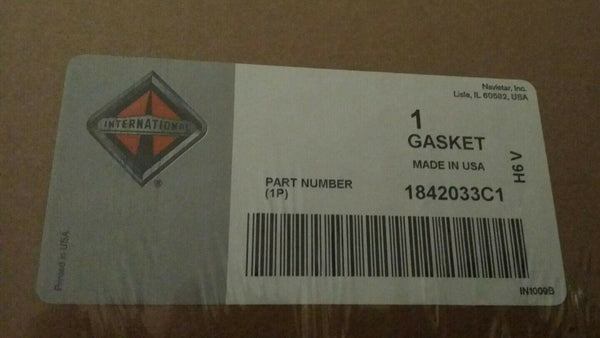 Navistar, Inc.
Lisle, IL 60532, USA
INTERNATIONAL
®
1
GASKET
MADE IN USA
H6 V
PART NUMBER
(1P)
1842033C1
Printed in USA
IN1009B